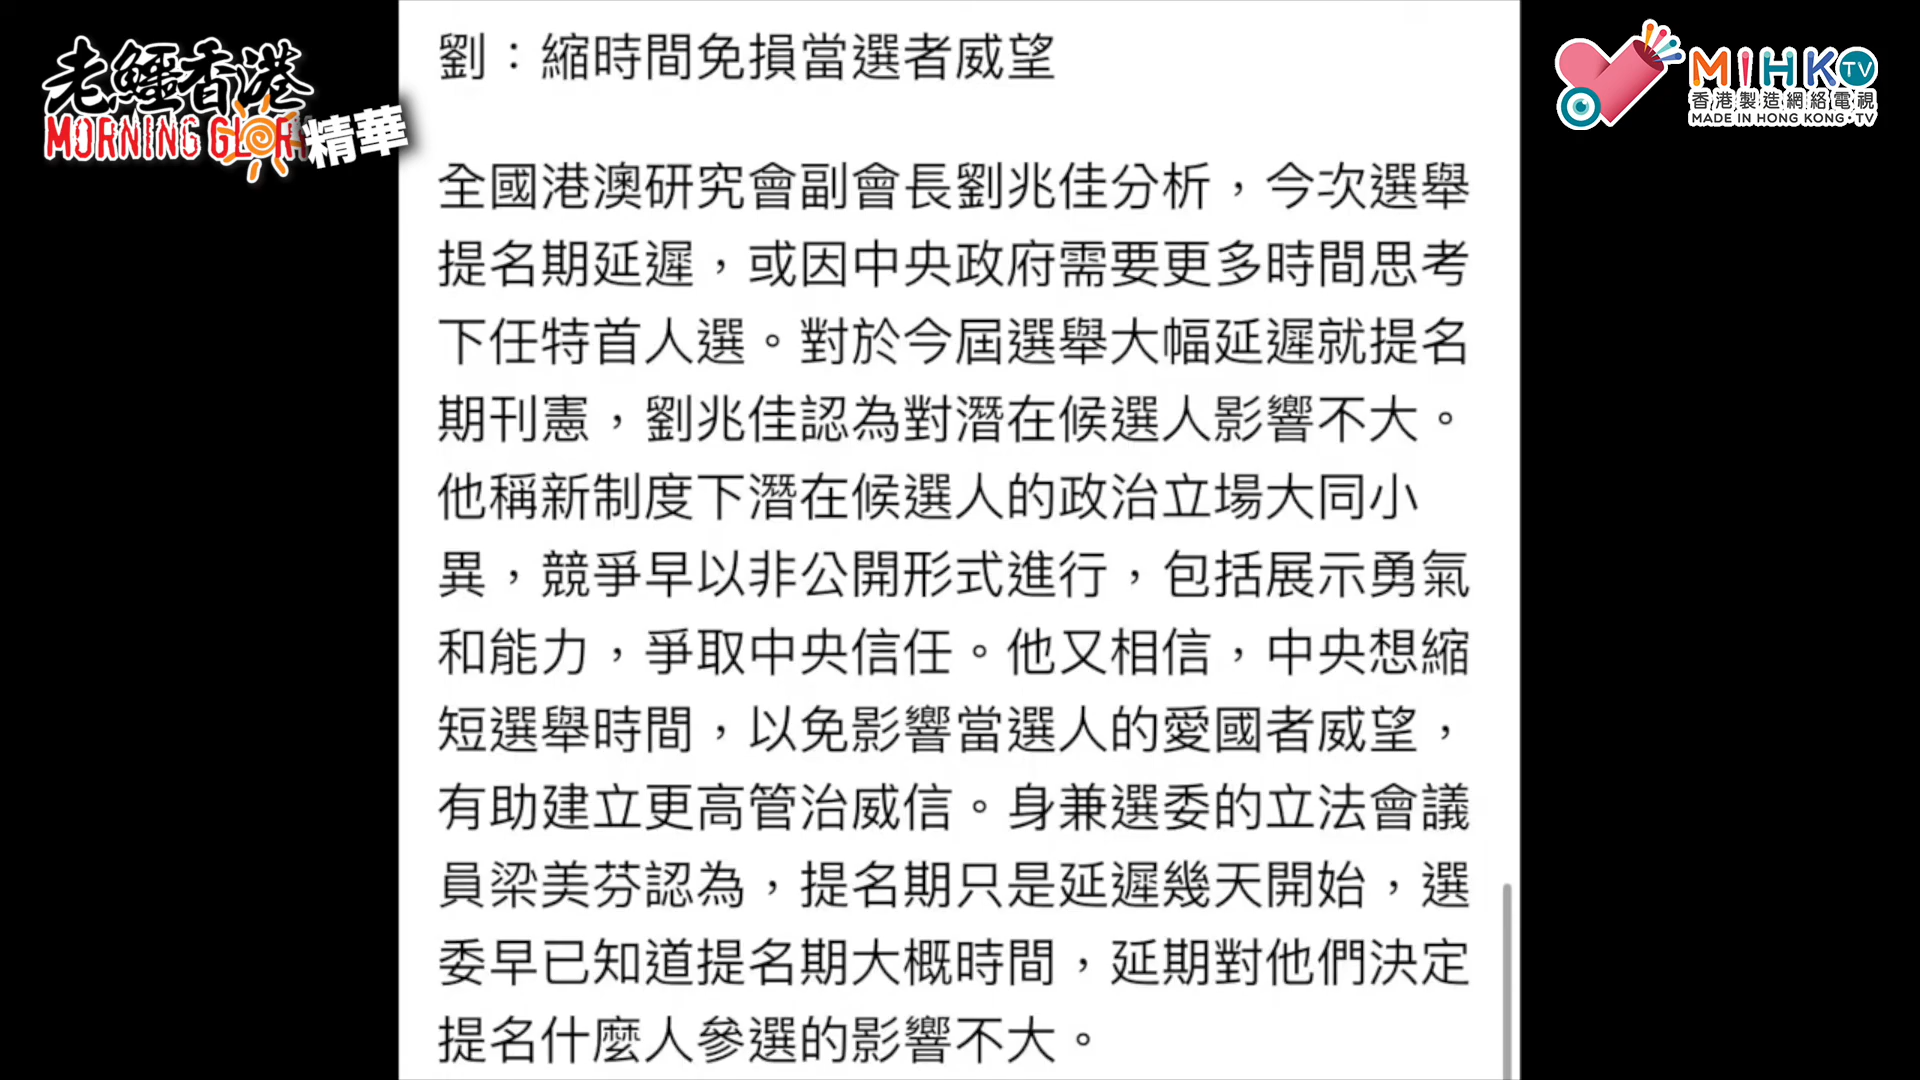 老鱷香港
MORNING GLORY
精華
MIHK TV
香港製造網絡電視
MADE IN HONG KONG・TV
劉：縮時間免損當選者威望
全國港澳研究會副會長劉兆佳分析，今次選舉
提名期延遲，或因中央政府需要更多時間思考
下任特首人選。對於今屆選舉大幅延遲就提名
期刊憲，劉兆佳認為對潛在候選人影響不大。
他稱新制度下潛在候選人的政治立場大同小
異，競爭早以非公開形式進行，包括展示勇氣
和能力，爭取中央信任。他又相信，中央想縮
短選舉時間，以免影響當選人的愛國者威望，
有助建立更高管治威信。身兼選委的立法會議
員梁美芬認為，提名期只是延遲幾天開始，選
委早已知道提名期大概時間，延期對他們決定
提名什麼人參選的影響不大。